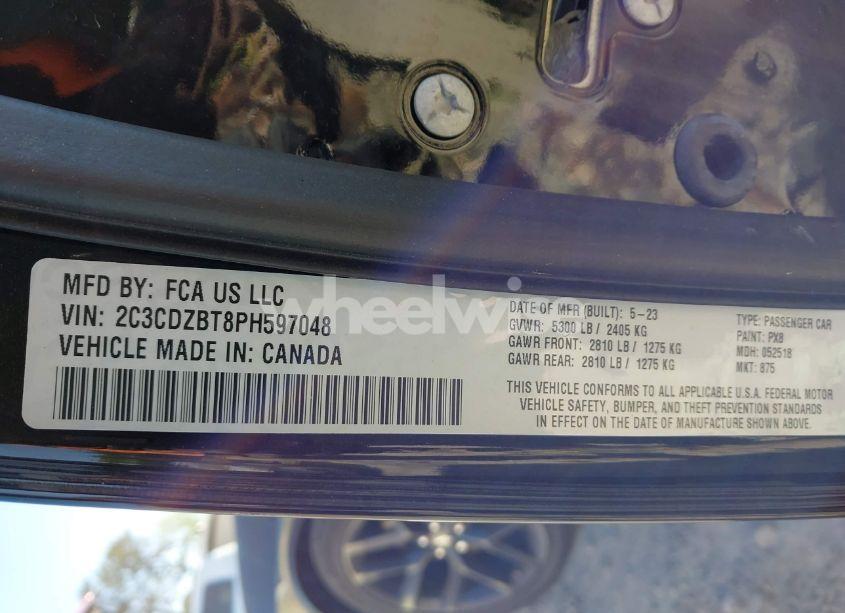 MFD BY: FCA US LLC
VIN: 2C3CDZBT8PH597048
VEHICLE MADE IN: CANADA
DATE OF MFR (BUILT): 5-23
GVWR: 5300 LB / 2405 KG
GAWR FRONT: 2810 LB / 1275 KG
GAWR REAR: 2810 LB / 1275 KG
TYPE: PASSENGER CAR
PAINT: PX8
MDH: 052518
MKT: 875
THIS VEHICLE CONFORMS TO ALL APPLICABLE U.S.A. FEDERAL MOTOR
VEHICLE SAFETY, BUMPER, AND THEFT PREVENTION STANDARDS
IN EFFECT ON THE DATE OF MANUFACTURE SHOWN ABOVE.